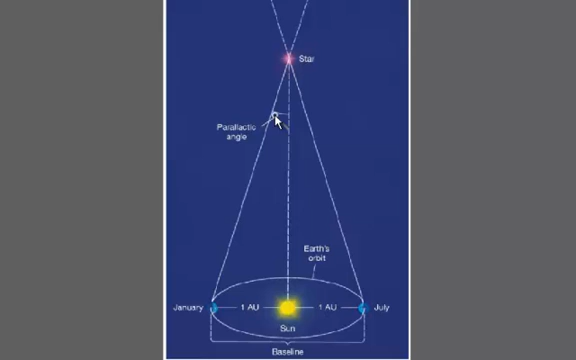 Star
Parallactic
angle
Earth's
orbit
January
1 AU
1 AU
July
Sun
Baseline